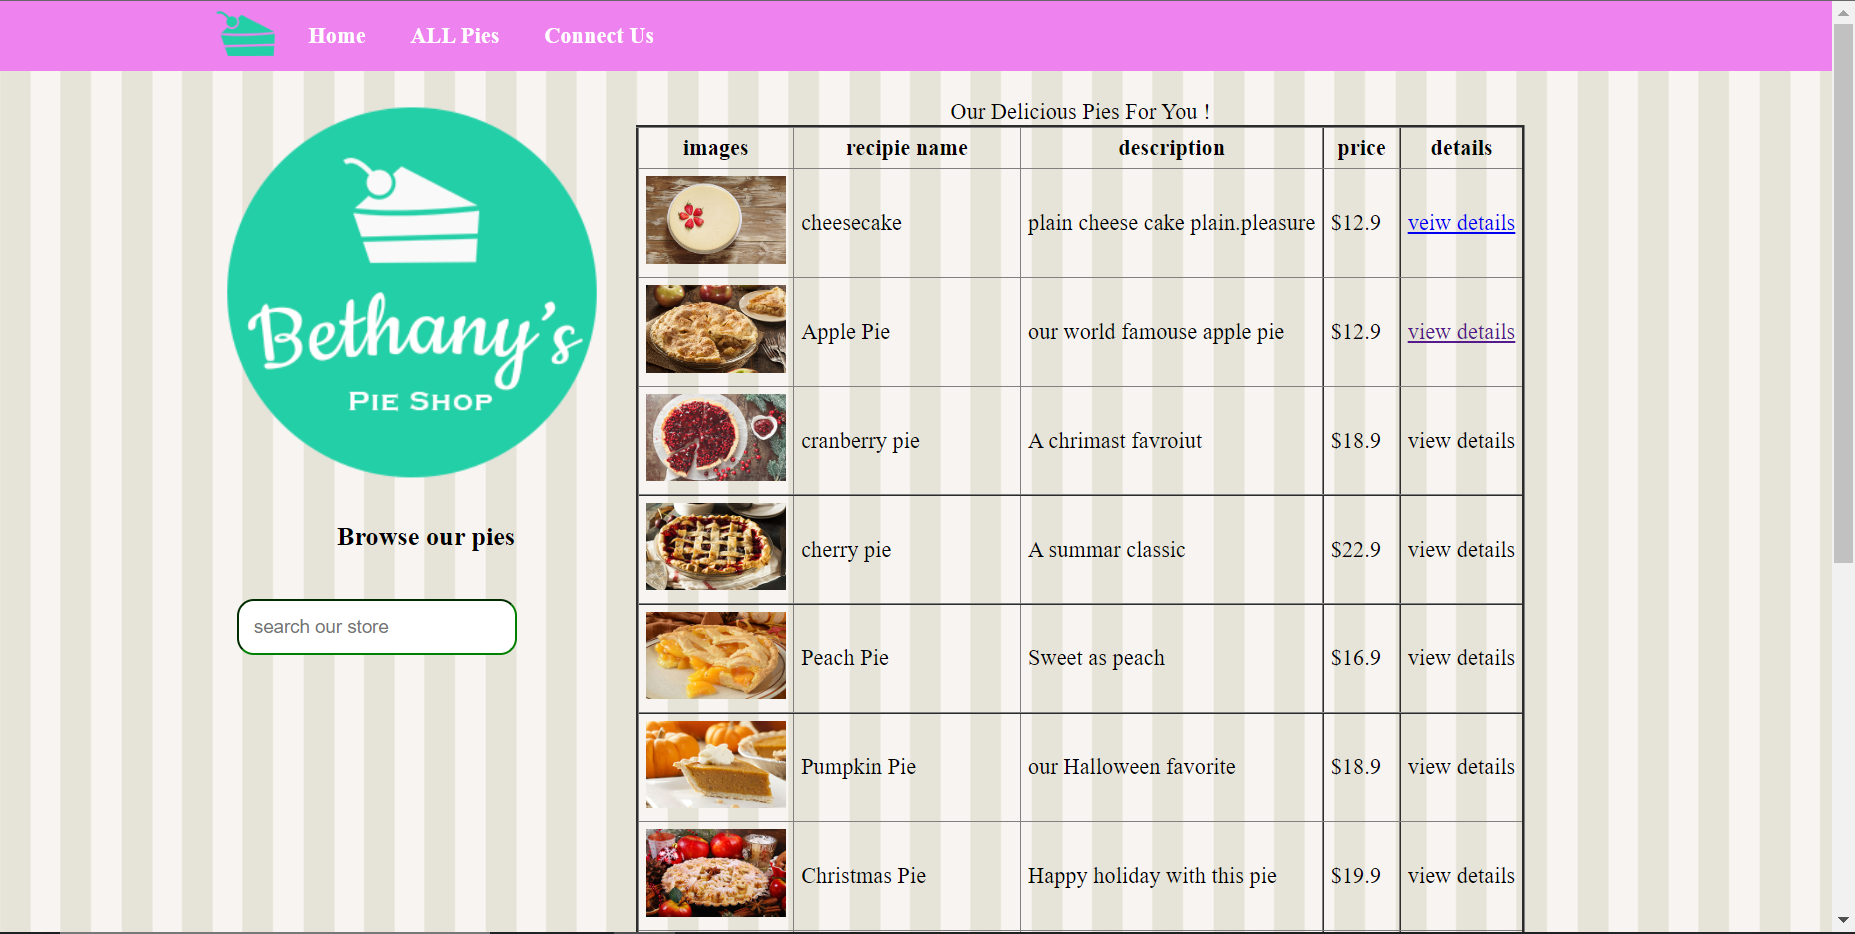 Home ALL Pies Connect Us
Bethany's
PIE SHOP
Browse our pies
search our store
Our Delicious Pies For You !
images recipie name description price details
cheesecake plain cheese cake plain.pleasure $12.9 veiw details
Apple Pie our world famouse apple pie $12.9 view details
cranberry pie A chrimast favroiut $18.9 view details
cherry pie A summar classic $22.9 view details
Peach Pie Sweet as peach $16.9 view details
Pumpkin Pie our Halloween favorite $18.9 view details
Christmas Pie Happy holiday with this pie $19.9 view details